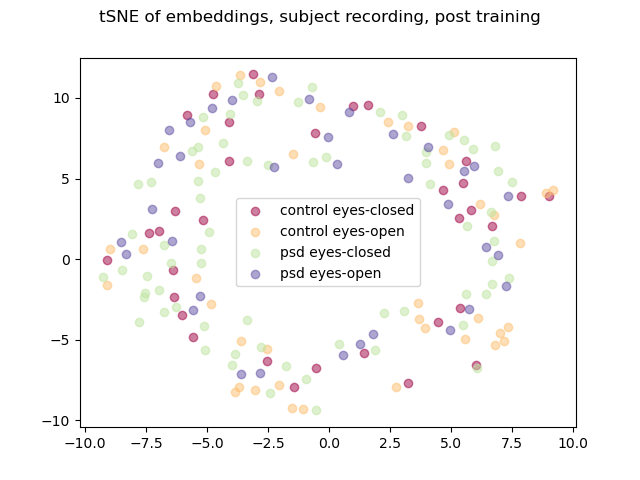 tSNE of embeddings, subject recording, post training
10
5
0
−5
−10
control eyes-closed
control eyes-open
psd eyes-closed
psd eyes-open
−10.0 −7.5 −5.0 −2.5 0.0 2.5 5.0 7.5 10.0